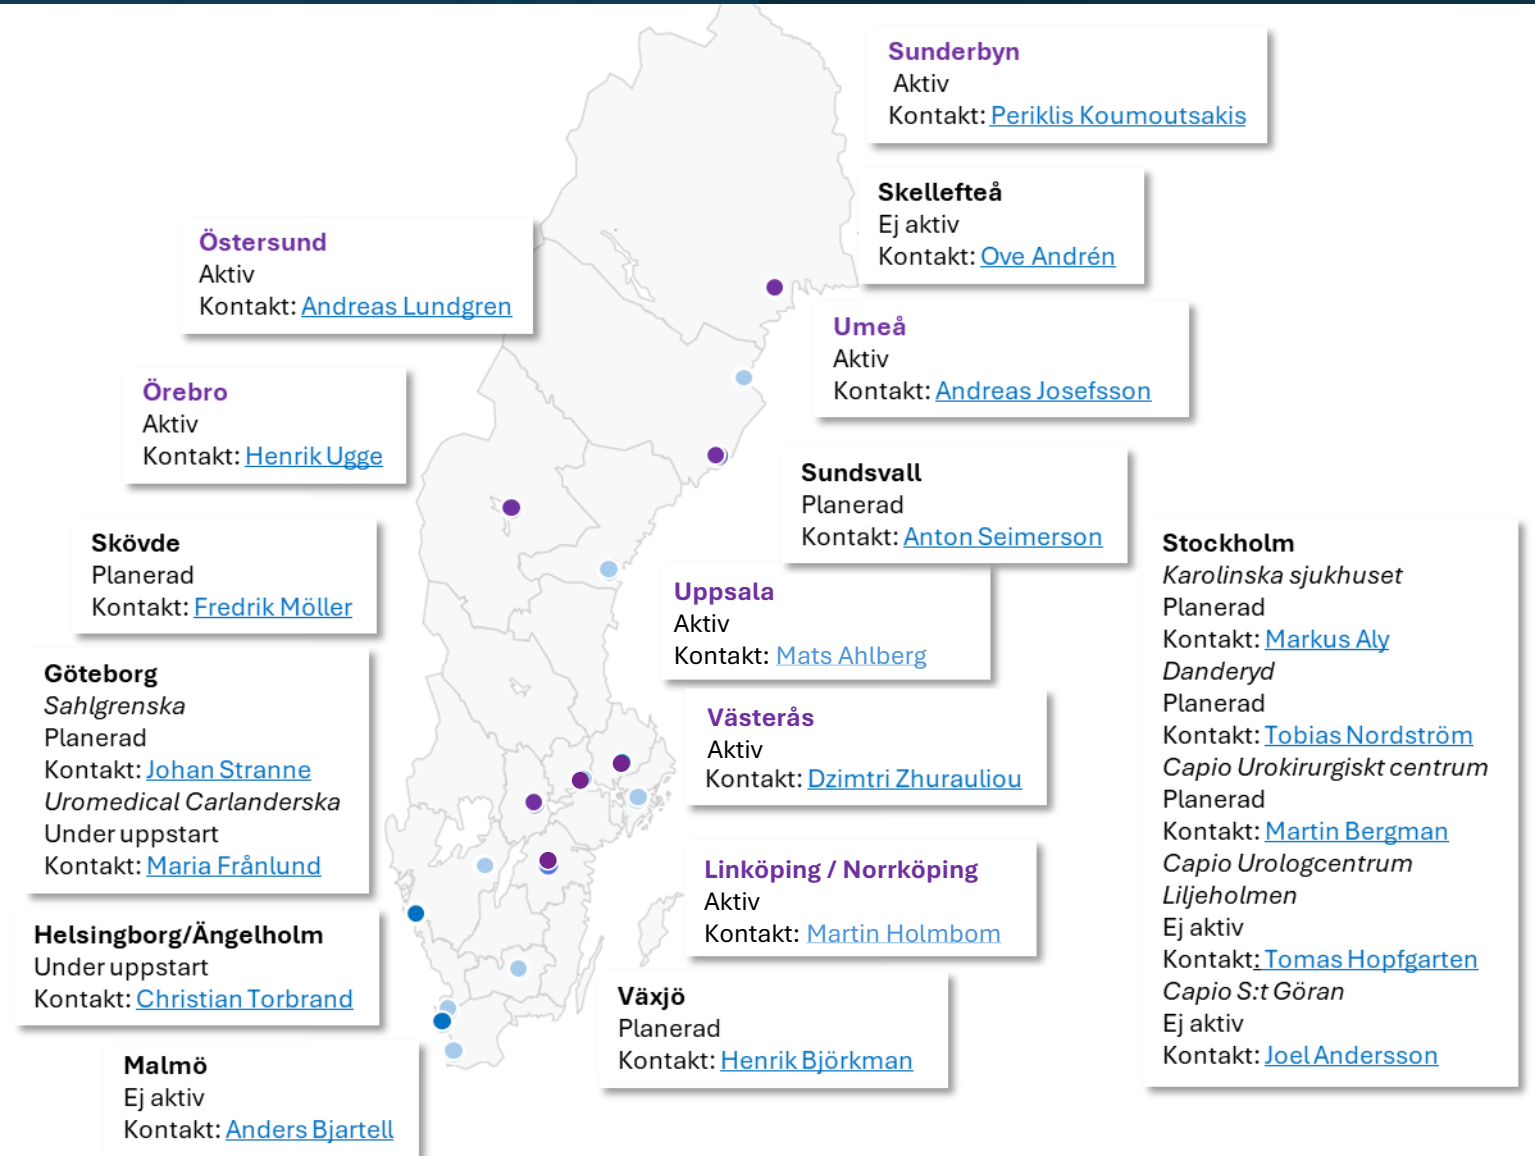 Sunderbyn
Aktiv
Kontakt: Periklis Koumoutsakis
Skellefteå
Ej aktiv
Kontakt: Ove Andrén
Östersund
Aktiv
Kontakt: Andreas Lundgren
Umeå
Aktiv
Kontakt: Andreas Josefsson
Örebro
Aktiv
Kontakt: Henrik Ugge
Sundsvall
Planerad
Kontakt: Anton Seimerson
Skövde
Planerad
Kontakt: Fredrik Möller
Uppsala
Aktiv
Kontakt: Mats Ahlberg
Stockholm
Karolinska sjukhuset
Planerad
Kontakt: Markus Aly
Danderyd
Planerad
Kontakt: Tobias Nordström
Capio Urokirurgiskt centrum
Planerad
Kontakt: Martin Bergman
Capio Urologcentrum
Liljeholmen
Ej aktiv
Kontakt: Tomas Hopfgarten
Capio S:t Göran
Ej aktiv
Kontakt: Joel Andersson
Göteborg
Sahlgrenska
Planerad
Kontakt: Johan Stranne
Uromedical Carlanderska
Under uppstart
Kontakt: Maria Frånlund
Västerås
Aktiv
Kontakt: Dzimtri Zhurauliou
Linköping / Norrköping
Aktiv
Kontakt: Martin Holmbom
Helsingborg/Ängelholm
Under uppstart
Kontakt: Christian Torbrand
Växjö
Planerad
Kontakt: Henrik Björkman
Malmö
Ej aktiv
Kontakt: Anders Bjartell